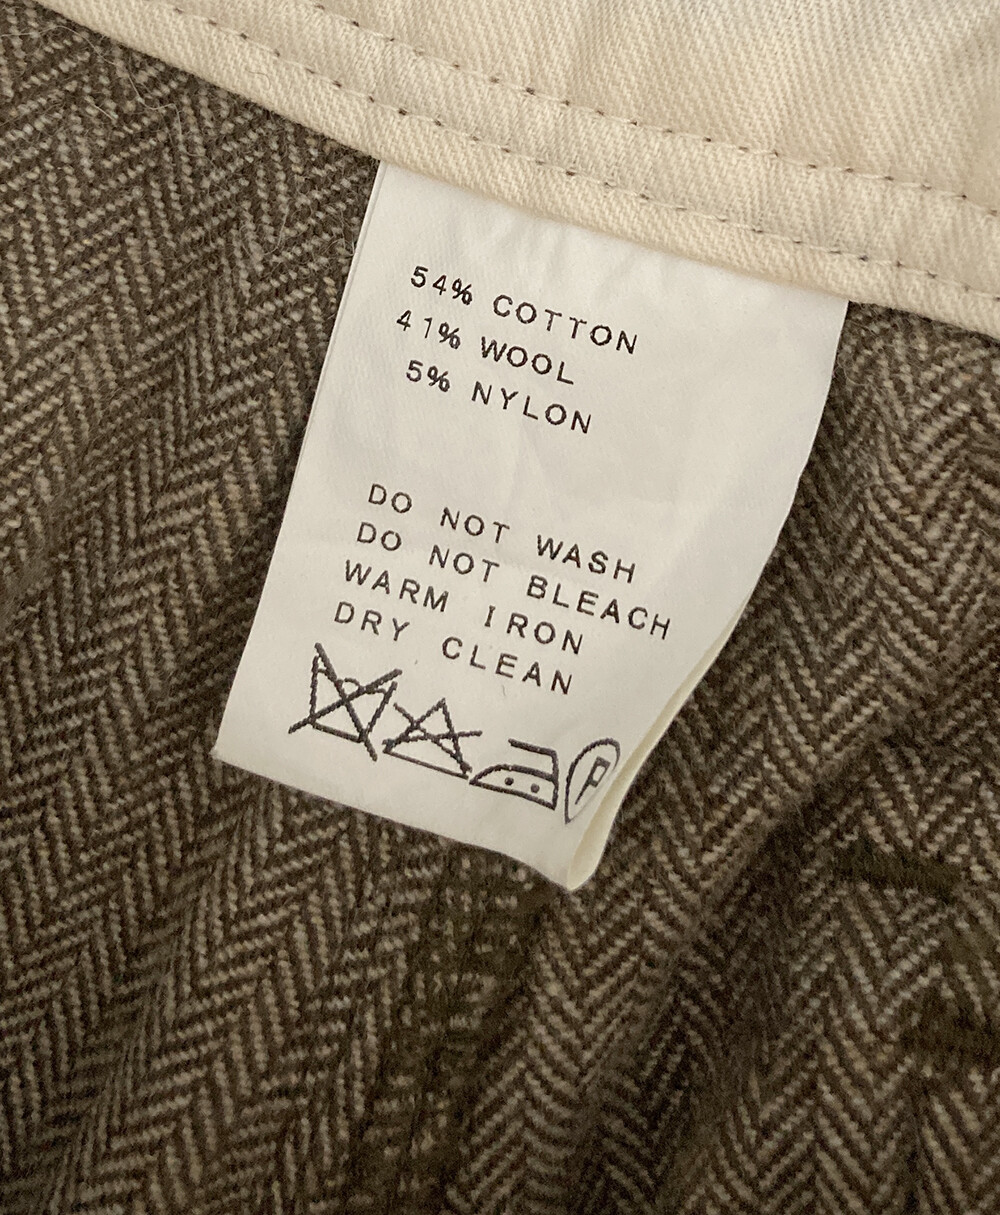 54% COTTON
41% WOOL
5% NYLON
DO NOT WASH
DO NOT BLEACH
WARM IRON
DRY CLEAN
P